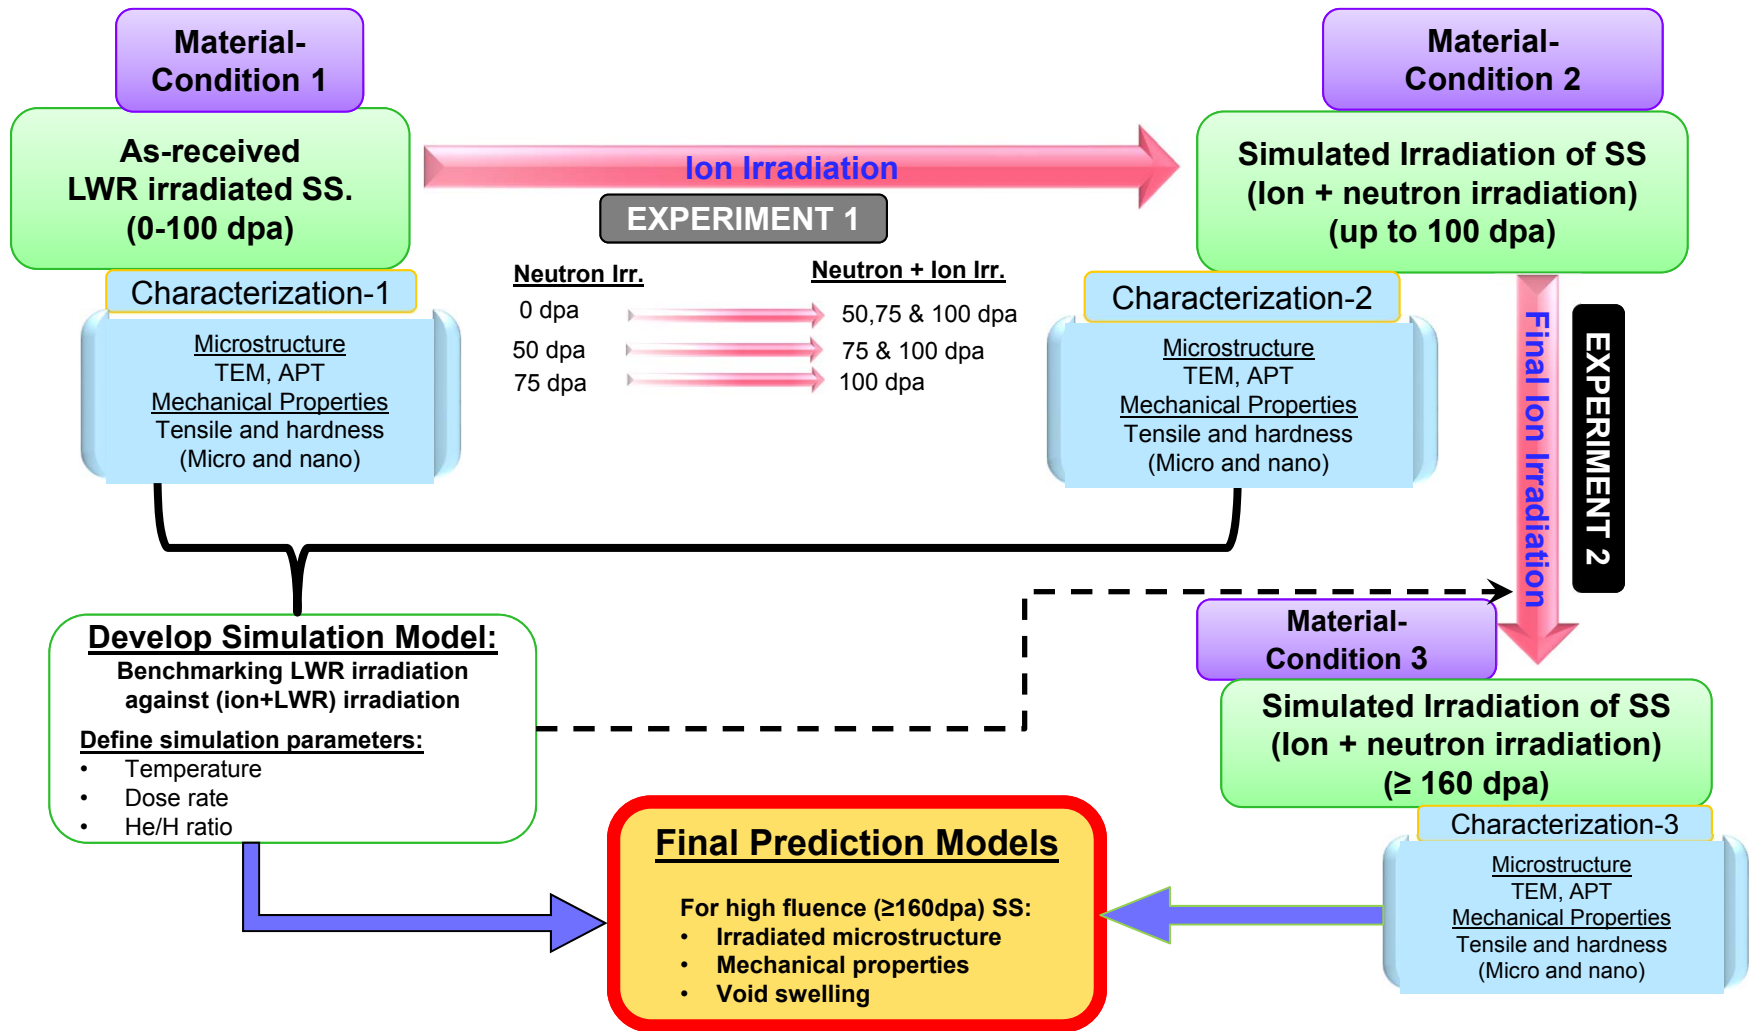 Material-
Condition 1
As-received
LWR irradiated SS.
(0-100 dpa)
Characterization-1
Microstructure
TEM, APT
Mechanical Properties
Tensile and hardness
(Micro and nano)
Ion Irradiation
EXPERIMENT 1
Neutron Irr.
Neutron + Ion Irr.
0 dpa
50,75 & 100 dpa
50 dpa
75 & 100 dpa
75 dpa
100 dpa
Material-
Condition 2
Simulated Irradiation of SS
(Ion + neutron irradiation)
(up to 100 dpa)
Characterization-2
Microstructure
TEM, APT
Mechanical Properties
Tensile and hardness
(Micro and nano)
Final Ion Irradiation
EXPERIMENT 2
Develop Simulation Model:
Benchmarking LWR irradiation
against (ion+LWR) irradiation
Define simulation parameters:
• Temperature
• Dose rate
• He/H ratio
Material-
Condition 3
Simulated Irradiation of SS
(Ion + neutron irradiation)
(≥ 160 dpa)
Characterization-3
Microstructure
TEM, APT
Mechanical Properties
Tensile and hardness
(Micro and nano)
Final Prediction Models
For high fluence (≥160dpa) SS:
• Irradiated microstructure
• Mechanical properties
• Void swelling